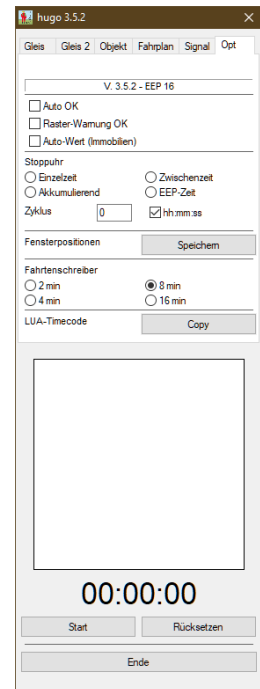 hugo 3.5.2
Gleis Gleis 2 Objekt Fahrplan Signal Opt
V. 3.5.2 - EEP 16
Auto OK
Raster-Warnung OK
Auto-Wert (Immobilien)
Stoppuhr
Einzelzeit Zwischenzeit
Akkumulierend EEP-Zeit
Zyklus 0 hh:mm:ss
Fensterpositionen Speichern
Fahrtenschreiber
2 min 8 min
4 min 16 min
LUA-Timecode Copy
00:00:00
Start Rücksetzen
Ende